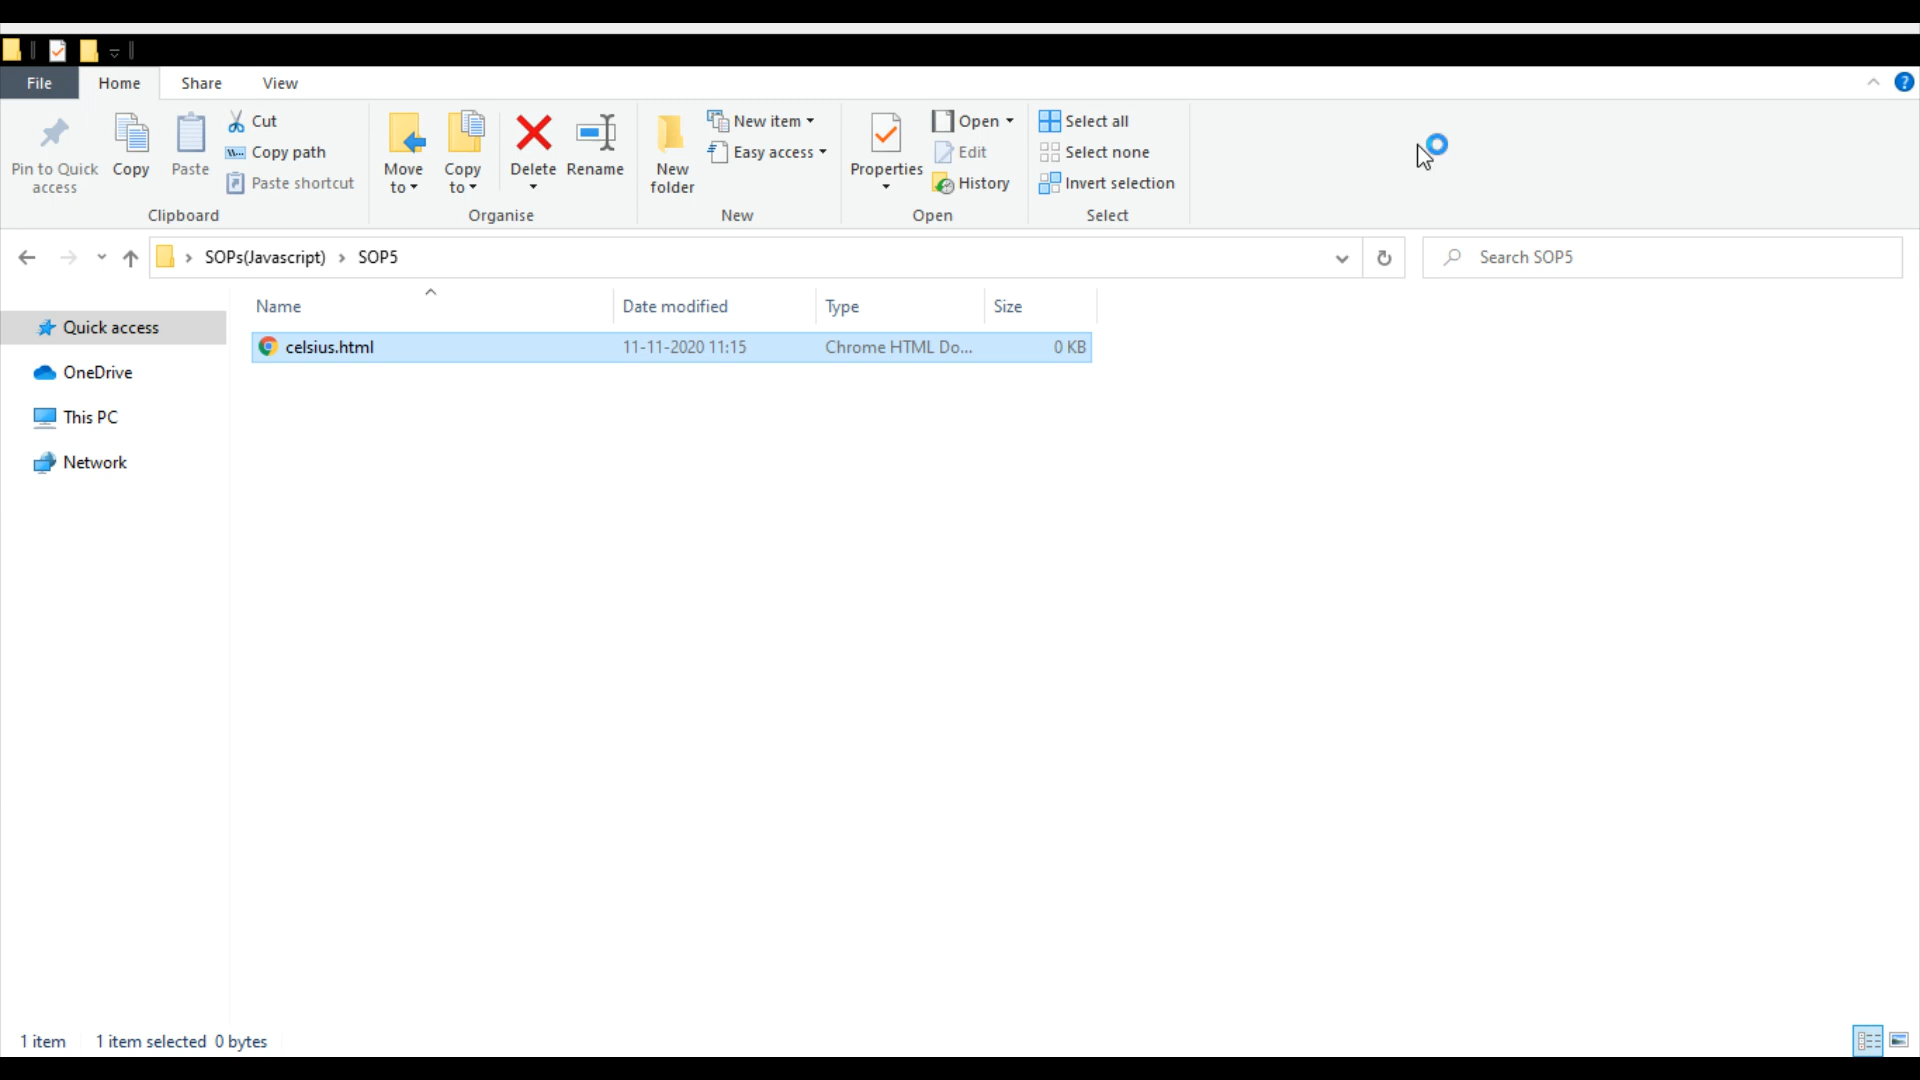 File Home Share View
Pin to Quick access
Copy
Paste
Cut
Copy path
Paste shortcut
Clipboard
Move to
Copy to
Delete
Rename
Organise
New folder
New item
Easy access
New
Properties
Open
Edit
History
Open
Select all
Select none
Invert selection
Select
SOPs(Javascript) › SOP5
Search SOP5
Name Date modified Type Size
Quick access
celsius.html 11-11-2020 11:15 Chrome HTML Do... 0 KB
OneDrive
This PC
Network
1 item 1 item selected 0 bytes